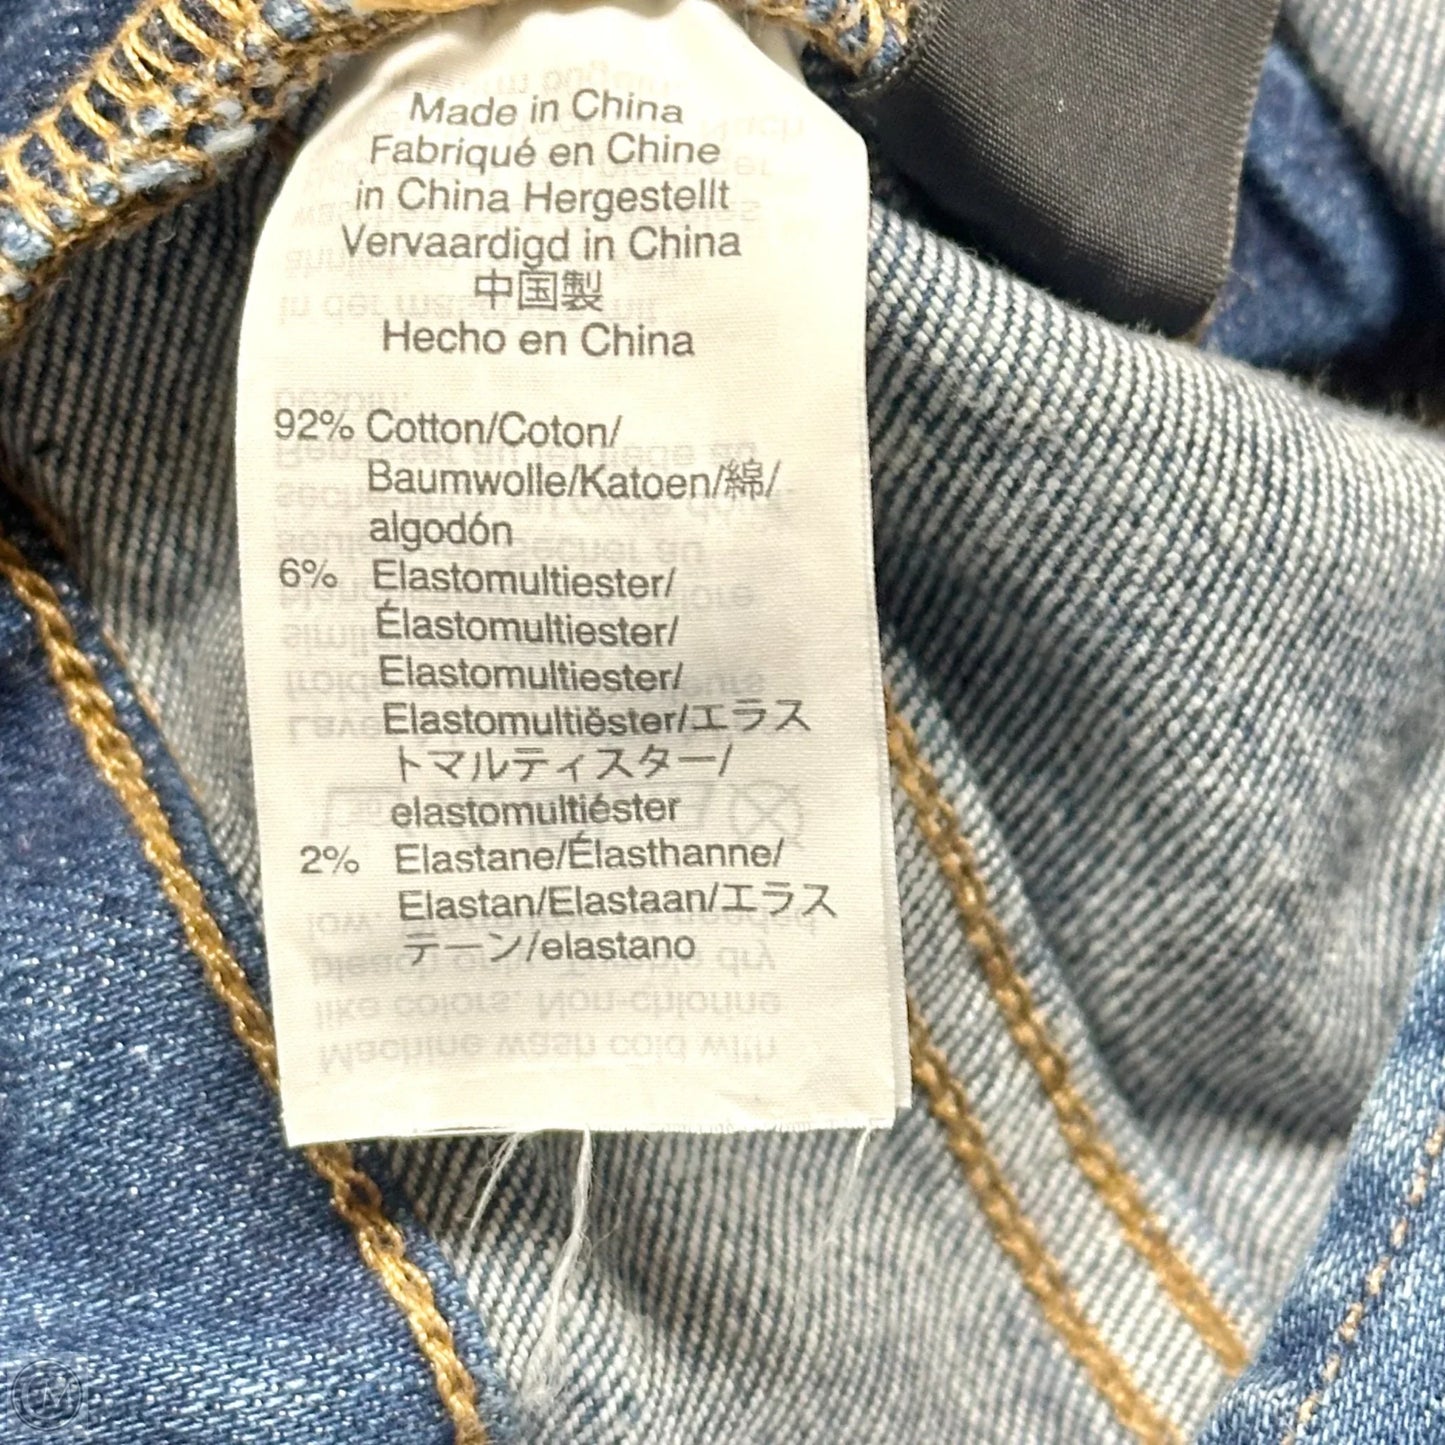 Made in China
Fabriqué en Chine
in China Hergestellt
Vervaardigd in China
中国製
Hecho en China
92% Cotton/Coton/
Baumwolle/Katoen/綿/
algodón
6% Elastomultiester/
Élastomultiester/
Elastomultiester/
Elastomultiëster/エラス
トマルティスター/
elastomultiéster
2% Elastane/Élasthanne/
Elastan/Elastaan/エラス
テーン/elastano